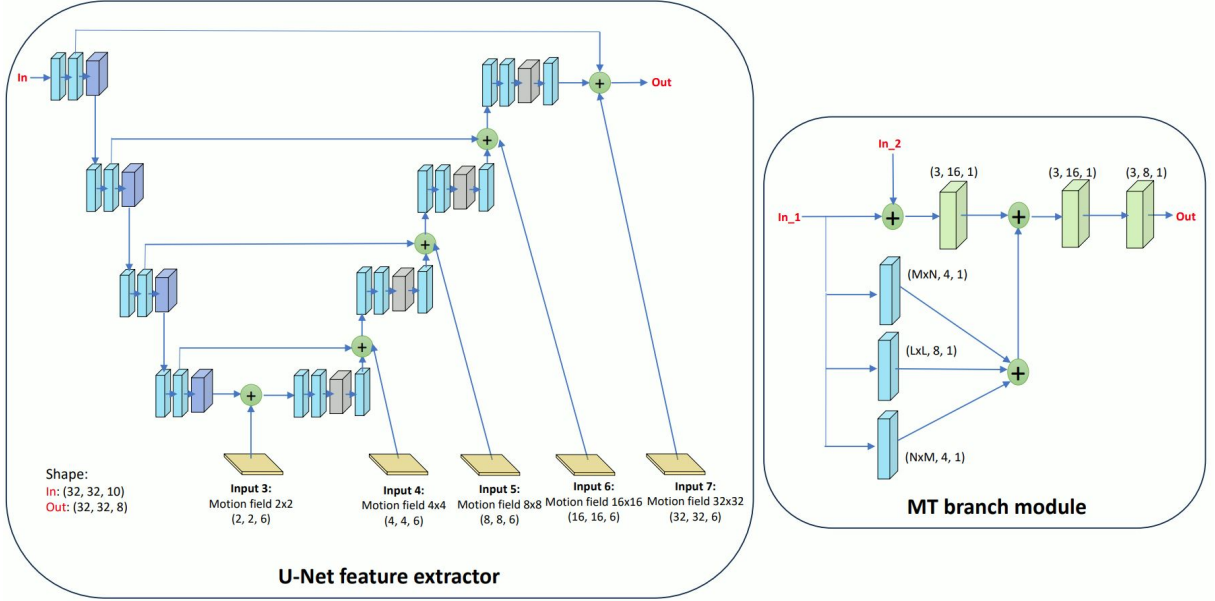 In
Out
+
+
+
+
+
Shape:
In: (32, 32, 10)
Out: (32, 32, 8)
Input 3:
Motion field 2x2
(2, 2, 6)
Input 4:
Motion field 4x4
(4, 4, 6)
Input 5:
Motion field 8x8
(8, 8, 6)
Input 6:
Motion field 16x16
(16, 16, 6)
Input 7:
Motion field 32x32
(32, 32, 6)
U-Net feature extractor
In_2
(3, 16, 1)
(3, 16, 1)
(3, 8, 1)
In_1
+
+
Out
(MxN, 4, 1)
(LxL, 8, 1)
+
(NxM, 4, 1)
MT branch module